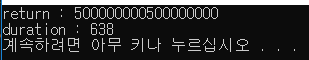 return : 500000000500000000
duration : 638
계속하려면 아무 키나 누르십시오 . . .